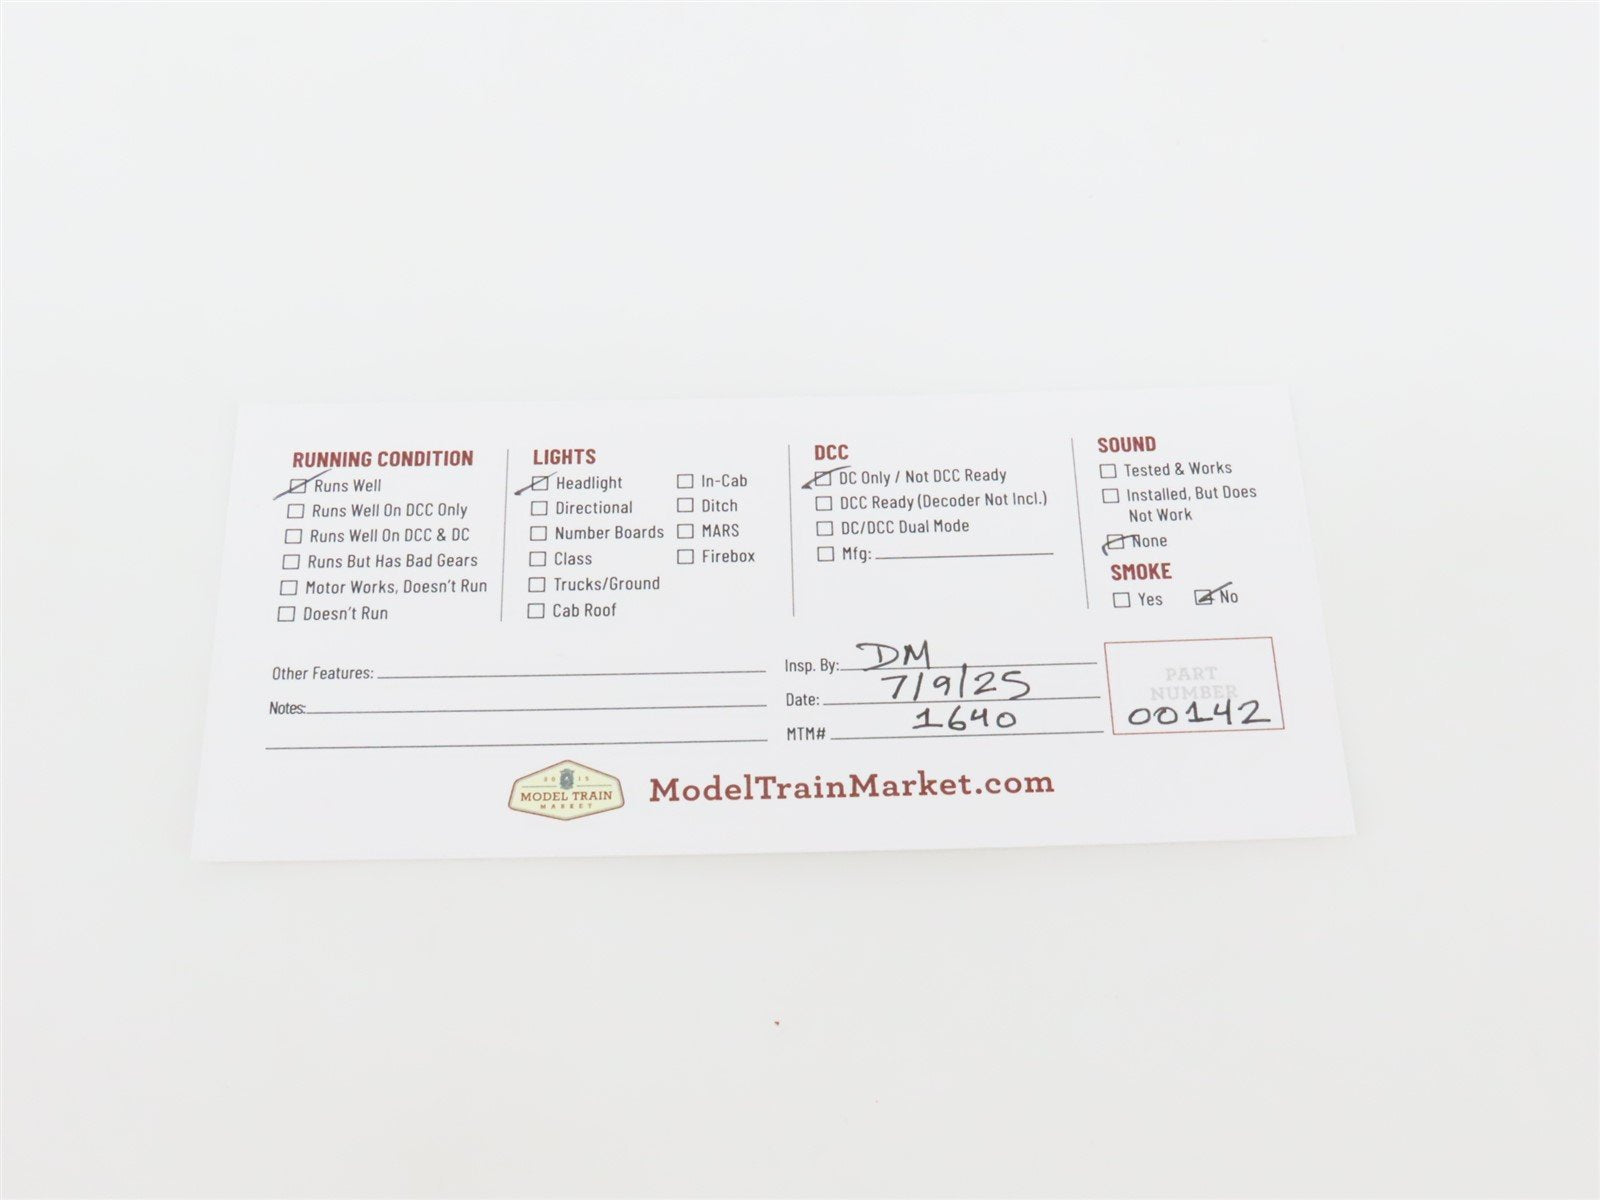 RUNNING CONDITION
Runs Well
Runs Well On DCC Only
Runs Well On DCC & DC
Runs But Has Bad Gears
Motor Works, Doesn't Run
Doesn't Run
LIGHTS
Headlight
Directional
Number Boards
Class
Trucks/Ground
Cab Roof
In-Cab
Ditch
MARS
Firebox
DCC
DC Only / Not DCC Ready
DCC Ready (Decoder Not Incl.)
DC/DCC Dual Mode
Mfg:
SOUND
Tested & Works
Installed, But Does
Not Work
None
SMOKE
Yes No
Other Features:
Notes:
Insp. By: DM
Date: 7/9/25
MTM# 1640
PART
NUMBER
00142
2015
MODEL TRAIN
MARKET
ModelTrainMarket.com